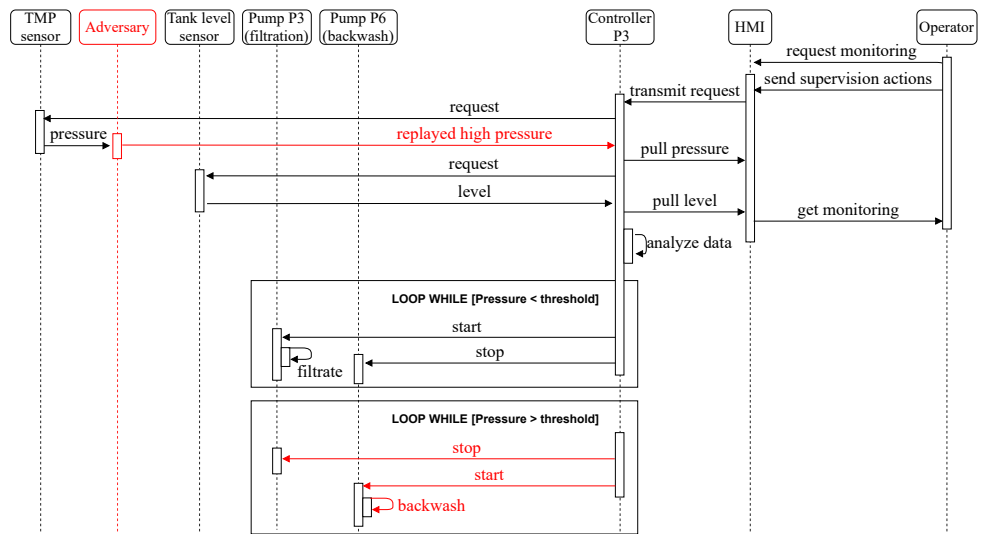 TMP
sensor
Adversary
Tank level
sensor
Pump P3
(filtration)
Pump P6
(backwash)
Controller
P3
HMI
Operator
request monitoring
send supervision actions
transmit request
request
pressure
replayed high pressure
pull pressure
request
level
pull level
get monitoring
analyze data
LOOP WHILE [Pressure < threshold]
start
stop
filtrate
LOOP WHILE [Pressure > threshold]
stop
start
backwash